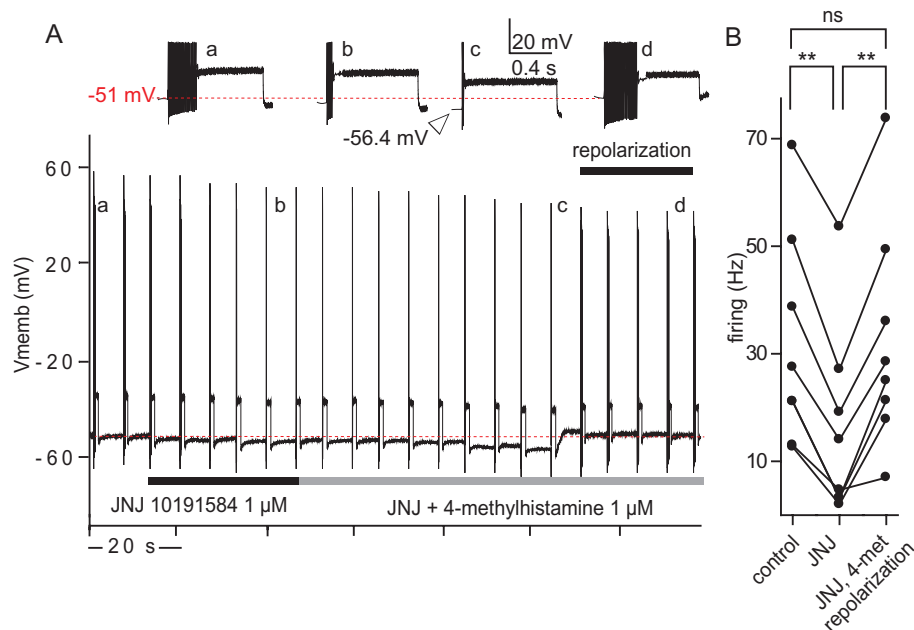 A
a
b
c
d
20 mV
0.4 s
-51 mV
-56.4 mV
repolarization
60
20
-20
-60
Vmemb (mV)
a
b
c
d
JNJ 10191584 1 µM
JNJ + 4-methylhistamine 1 µM
20 s
B
ns
**
**
70
50
30
10
firing (Hz)
control
JNJ
JNJ, 4-met
repolarization